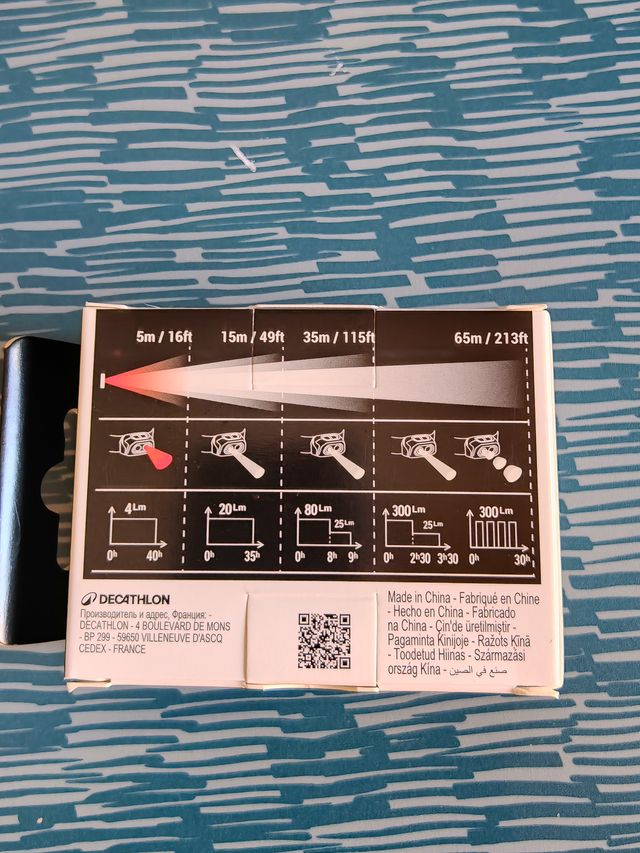 5m / 16ft 15m / 49ft 35m / 115ft 65m / 213ft
4Lm 20Lm 80Lm 25Lm 300Lm 25Lm 300Lm
0h 40h 0h 35h 0h 8h 9h 0h 2h30 3h30 0h 30h
DECATHLON
Производитель и адрес, Франция: -
DECATHLON - 4 BOULEVARD DE MONS
- BP 299 - 59650 VILLENEUVE D'ASCQ
CEDEX - FRANCE
Made in China - Fabriqué en Chine
- Hecho en China - Fabricado
na China - Çin'de üretilmiştir -
Pagaminta Kinijoje - Ražots Ķīnā
- Toodetud Hiinas - Származási
ország Kína - صنع في الصين